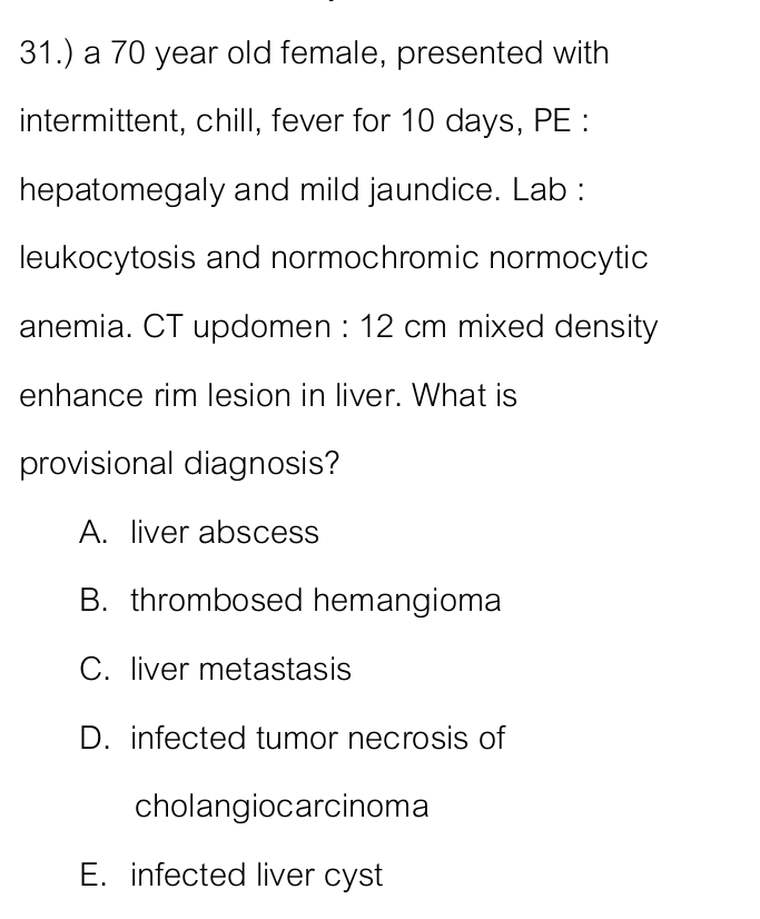 31.) a 70 year old female, presented with
intermittent, chill, fever for 10 days, PE :
hepatomegaly and mild jaundice. Lab :
leukocytosis and normochromic normocytic
anemia. CT updomen : 12 cm mixed density
enhance rim lesion in liver. What is
provisional diagnosis?
A. liver abscess
B. thrombosed hemangioma
C. liver metastasis
D. infected tumor necrosis of
cholangiocarcinoma
E. infected liver cyst